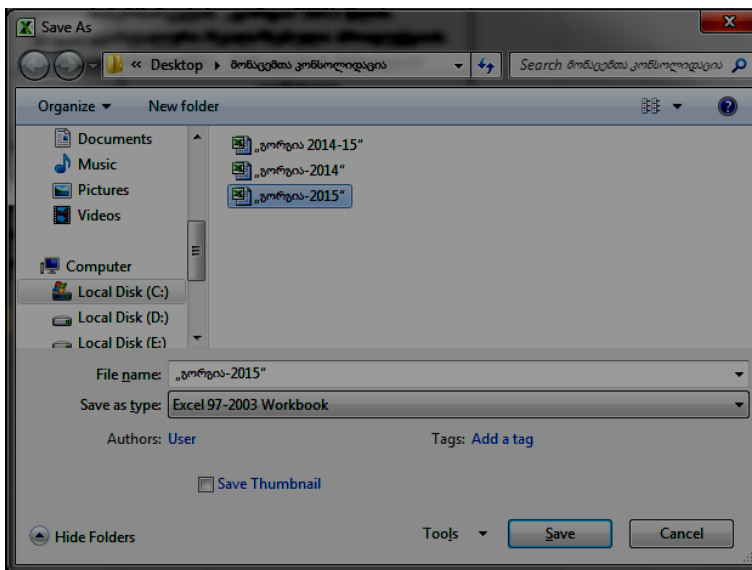 Save As
« Desktop ▸ მონაცემთა კონსოლიდაცია
Search მონაცემთა კონსოლიდაცია
Organize ▾ New folder
Documents
Music
Pictures
Videos
Computer
Local Disk (C:)
Local Disk (D:)
Local Disk (E:)
„გორგია 2014-15“
„გორგია-2014“
„გორგია-2015“
File name: „გორგია-2015“
Save as type: Excel 97-2003 Workbook
Authors: User Tags: Add a tag
Save Thumbnail
Hide Folders Tools ▾ Save Cancel